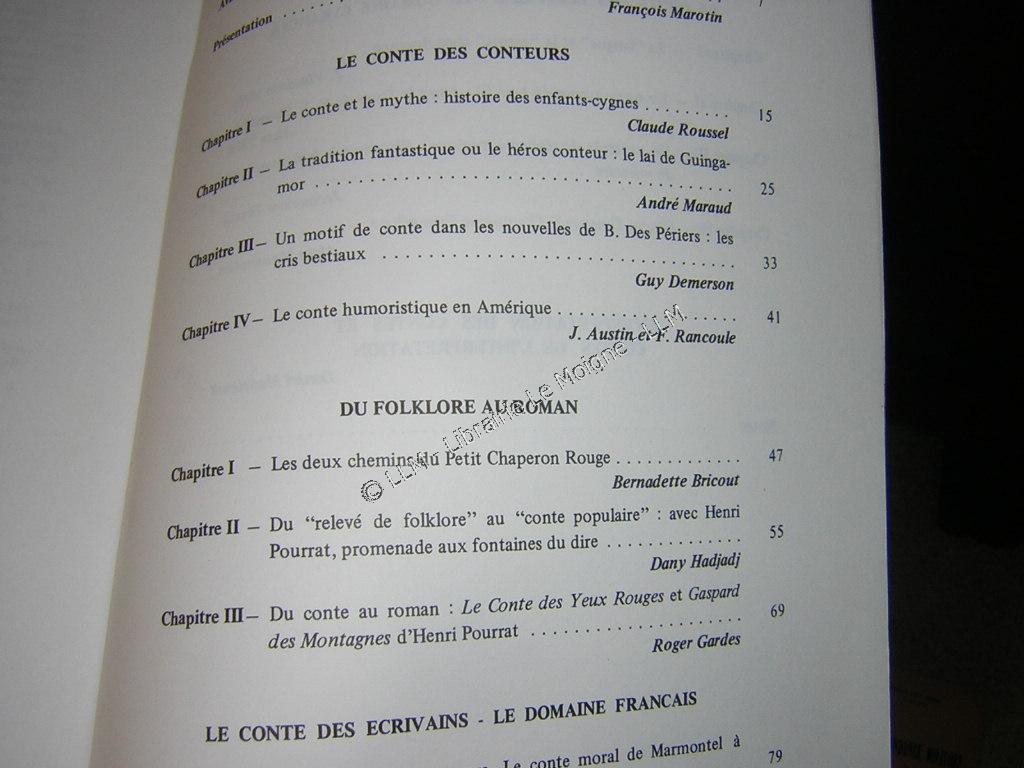 Présentation . . . . . . . . . . . .
François Marotin
LE CONTE DES CONTEURS
Chapitre I — Le conte et le mythe : histoire des enfants-cygnes . . . . . . . . . 15
Claude Roussel
Chapitre II — La tradition fantastique ou le héros conteur : le lai de Guinga-
mor . . . . . . . . . . . . . . . . . . . . . . . . . . . . . . . . . . . . . . 25
André Maraud
Chapitre III — Un motif de conte dans les nouvelles de B. Des Périers : les
cris bestiaux . . . . . . . . . . . . . . . . . . . . . . . . . . . . . . . . 33
Guy Demerson
Chapitre IV — Le conte humoristique en Amérique . . . . . . . . . . . . . . . . . 41
J. Austin et F. Rancoule
DU FOLKLORE AU ROMAN
Chapitre I — Les deux chemins du Petit Chaperon Rouge . . . . . . . . . . . . . 47
Bernadette Bricout
Chapitre II — Du “relevé de folklore” au “conte populaire” : avec Henri
Pourrat, promenade aux fontaines du dire . . . . . . . . . . . . . 55
Dany Hadjadj
Chapitre III — Du conte au roman : Le Conte des Yeux Rouges et Gaspard
des Montagnes d’Henri Pourrat . . . . . . . . . . . . . . . . . . . . 69
Roger Gardes
LE CONTE DES ECRIVAINS - LE DOMAINE FRANCAIS
Le conte moral de Marmontel à 79
© LLM - Librairie Le Moigne - LLM